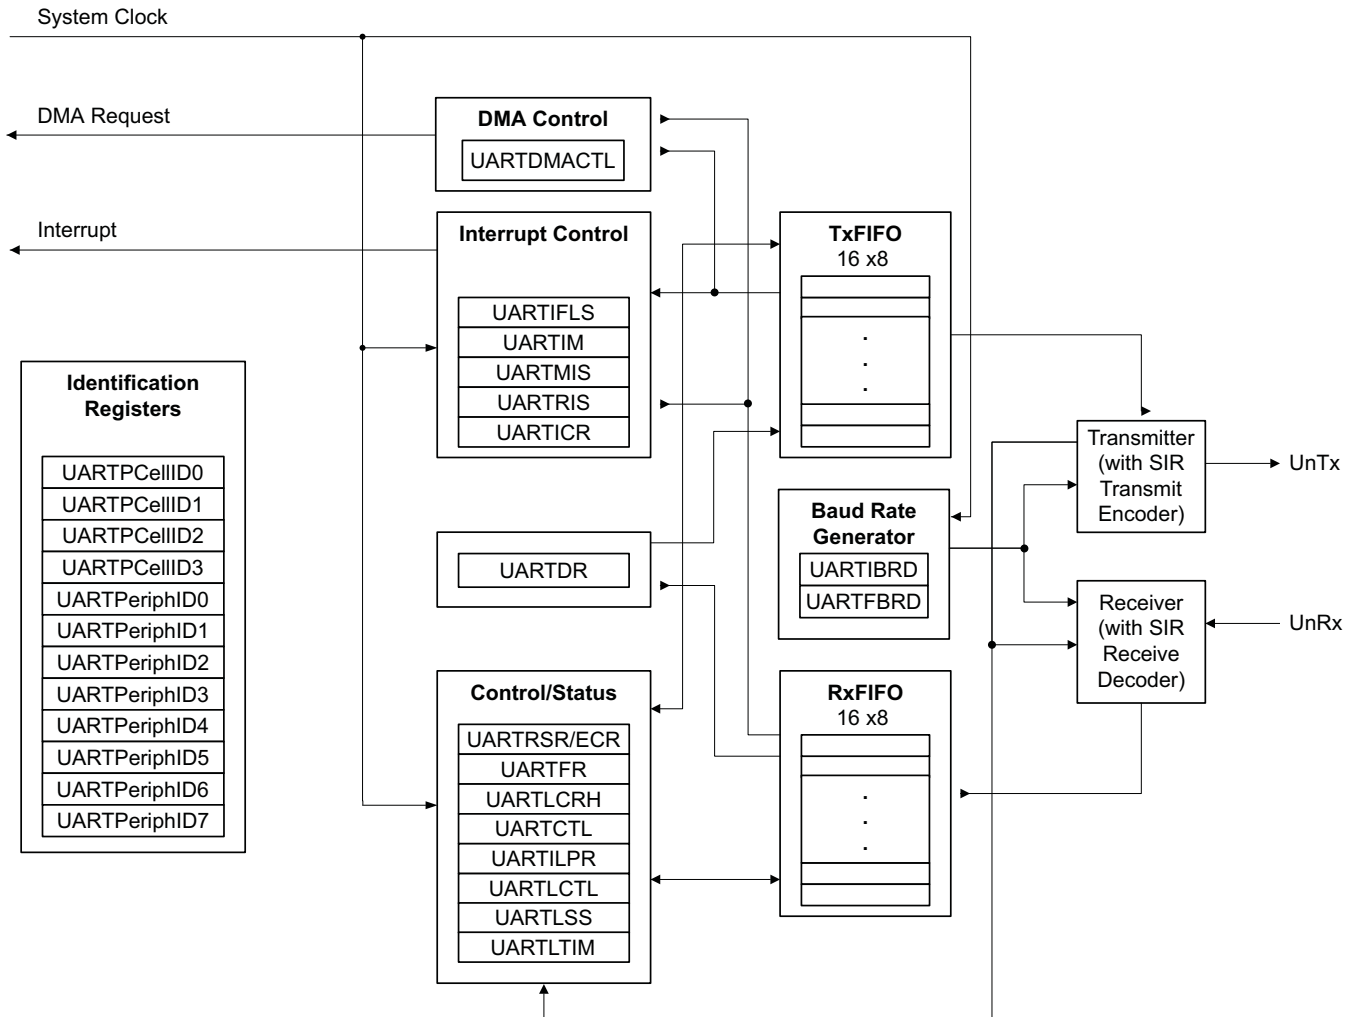 System Clock
DMA Request
DMA Control
UARTDMACTL
Interrupt
Interrupt Control
UARTIFLS
UARTIM
UARTMIS
UARTRIS
UARTICR
TxFIFO
16 x8
.
.
.
Identification
Registers
UARTPCellID0
UARTPCellID1
UARTPCellID2
UARTPCellID3
UARTPeriphID0
UARTPeriphID1
UARTPeriphID2
UARTPeriphID3
UARTPeriphID4
UARTPeriphID5
UARTPeriphID6
UARTPeriphID7
Transmitter
(with SIR
Transmit
Encoder)
UnTx
UARTDR
Baud Rate
Generator
UARTIBRD
UARTFBRD
Receiver
(with SIR
Receive
Decoder)
UnRx
Control/Status
UARTRSR/ECR
UARTFR
UARTLCRH
UARTCTL
UARTILPR
UARTLCTL
UARTLSS
UARTLTIM
RxFIFO
16 x8
.
.
.